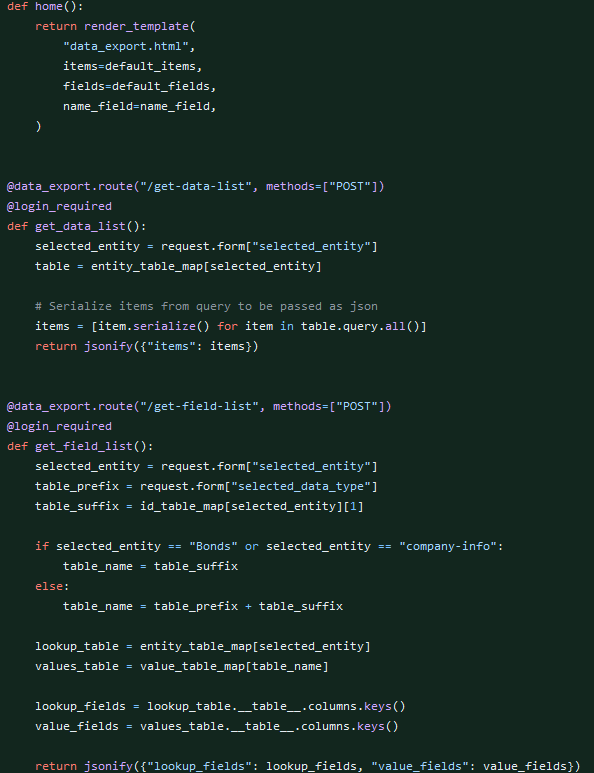 def home():
    return render_template(
        "data_export.html",
        items=default_items,
        fields=default_fields,
        name_field=name_field,
    )
@data_export.route("/get-data-list", methods=["POST"])
@login_required
def get_data_list():
    selected_entity = request.form["selected_entity"]
    table = entity_table_map[selected_entity]
    # Serialize items from query to be passed as json
    items = [item.serialize() for item in table.query.all()]
    return jsonify({"items": items})
@data_export.route("/get-field-list", methods=["POST"])
@login_required
def get_field_list():
    selected_entity = request.form["selected_entity"]
    table_prefix = request.form["selected_data_type"]
    table_suffix = id_table_map[selected_entity][1]
    if selected_entity == "Bonds" or selected_entity == "company-info":
        table_name = table_suffix
    else:
        table_name = table_prefix + table_suffix
    lookup_table = entity_table_map[selected_entity]
    values_table = value_table_map[table_name]
    lookup_fields = lookup_table.__table__.columns.keys()
    value_fields = values_table.__table__.columns.keys()
    return jsonify({"lookup_fields": lookup_fields, "value_fields": value_fields})